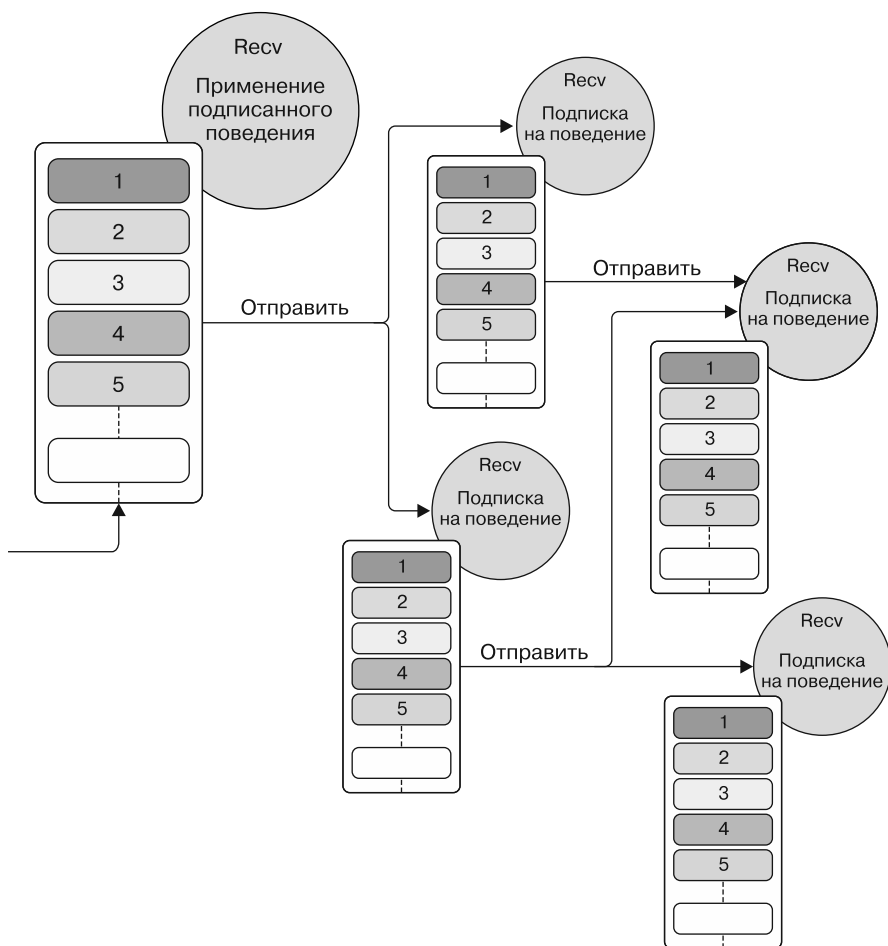 Recv
Применение
подписанного
поведения
1
2
3
4
5
Отправить
Recv
Подписка
на поведение
1
2
3
4
5
Отправить
Recv
Подписка
на поведение
1
2
3
4
5
Recv
Подписка
на поведение
1
2
3
4
5
Отправить
Recv
Подписка
на поведение
1
2
3
4
5